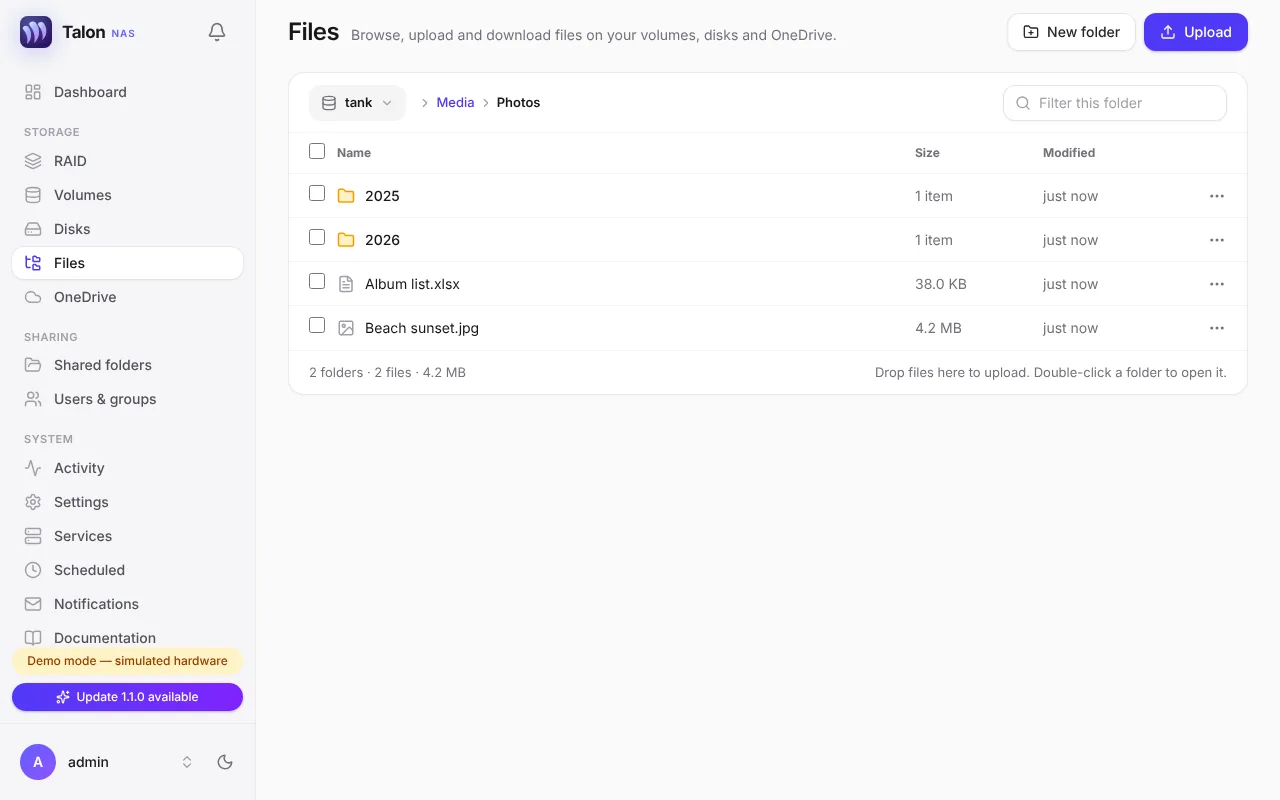 Talon NAS
Dashboard
STORAGE
RAID
Volumes
Disks
Files
OneDrive
SHARING
Shared folders
Users & groups
SYSTEM
Activity
Settings
Services
Scheduled
Notifications
Documentation
Demo mode — simulated hardware
Update 1.1.0 available
A admin
Files Browse, upload and download files on your volumes, disks and OneDrive.
New folder Upload
tank Media Photos Filter this folder
Name Size Modified
2025 1 item just now
2026 1 item just now
Album list.xlsx 38.0 KB just now
Beach sunset.jpg 4.2 MB just now
2 folders · 2 files · 4.2 MB Drop files here to upload. Double-click a folder to open it.